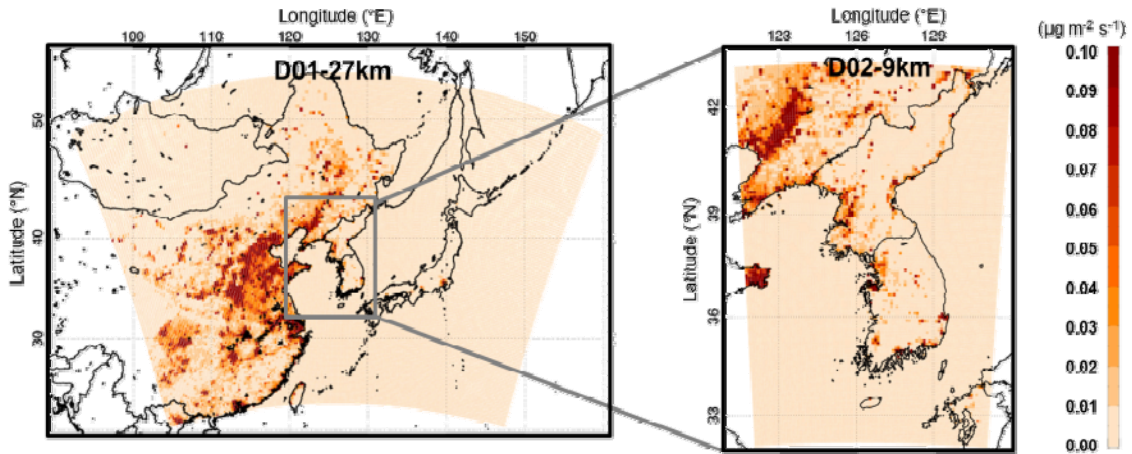 Longitude (°E)
100 110 120 130 140 150
Latitude (°N)
50
40
30
D01-27km
Longitude (°E)
123 126 129
Latitude (°N)
42
39
36
33
D02-9km
(μg m⁻² s⁻¹)
0.10
0.09
0.08
0.07
0.06
0.05
0.04
0.03
0.02
0.01
0.00